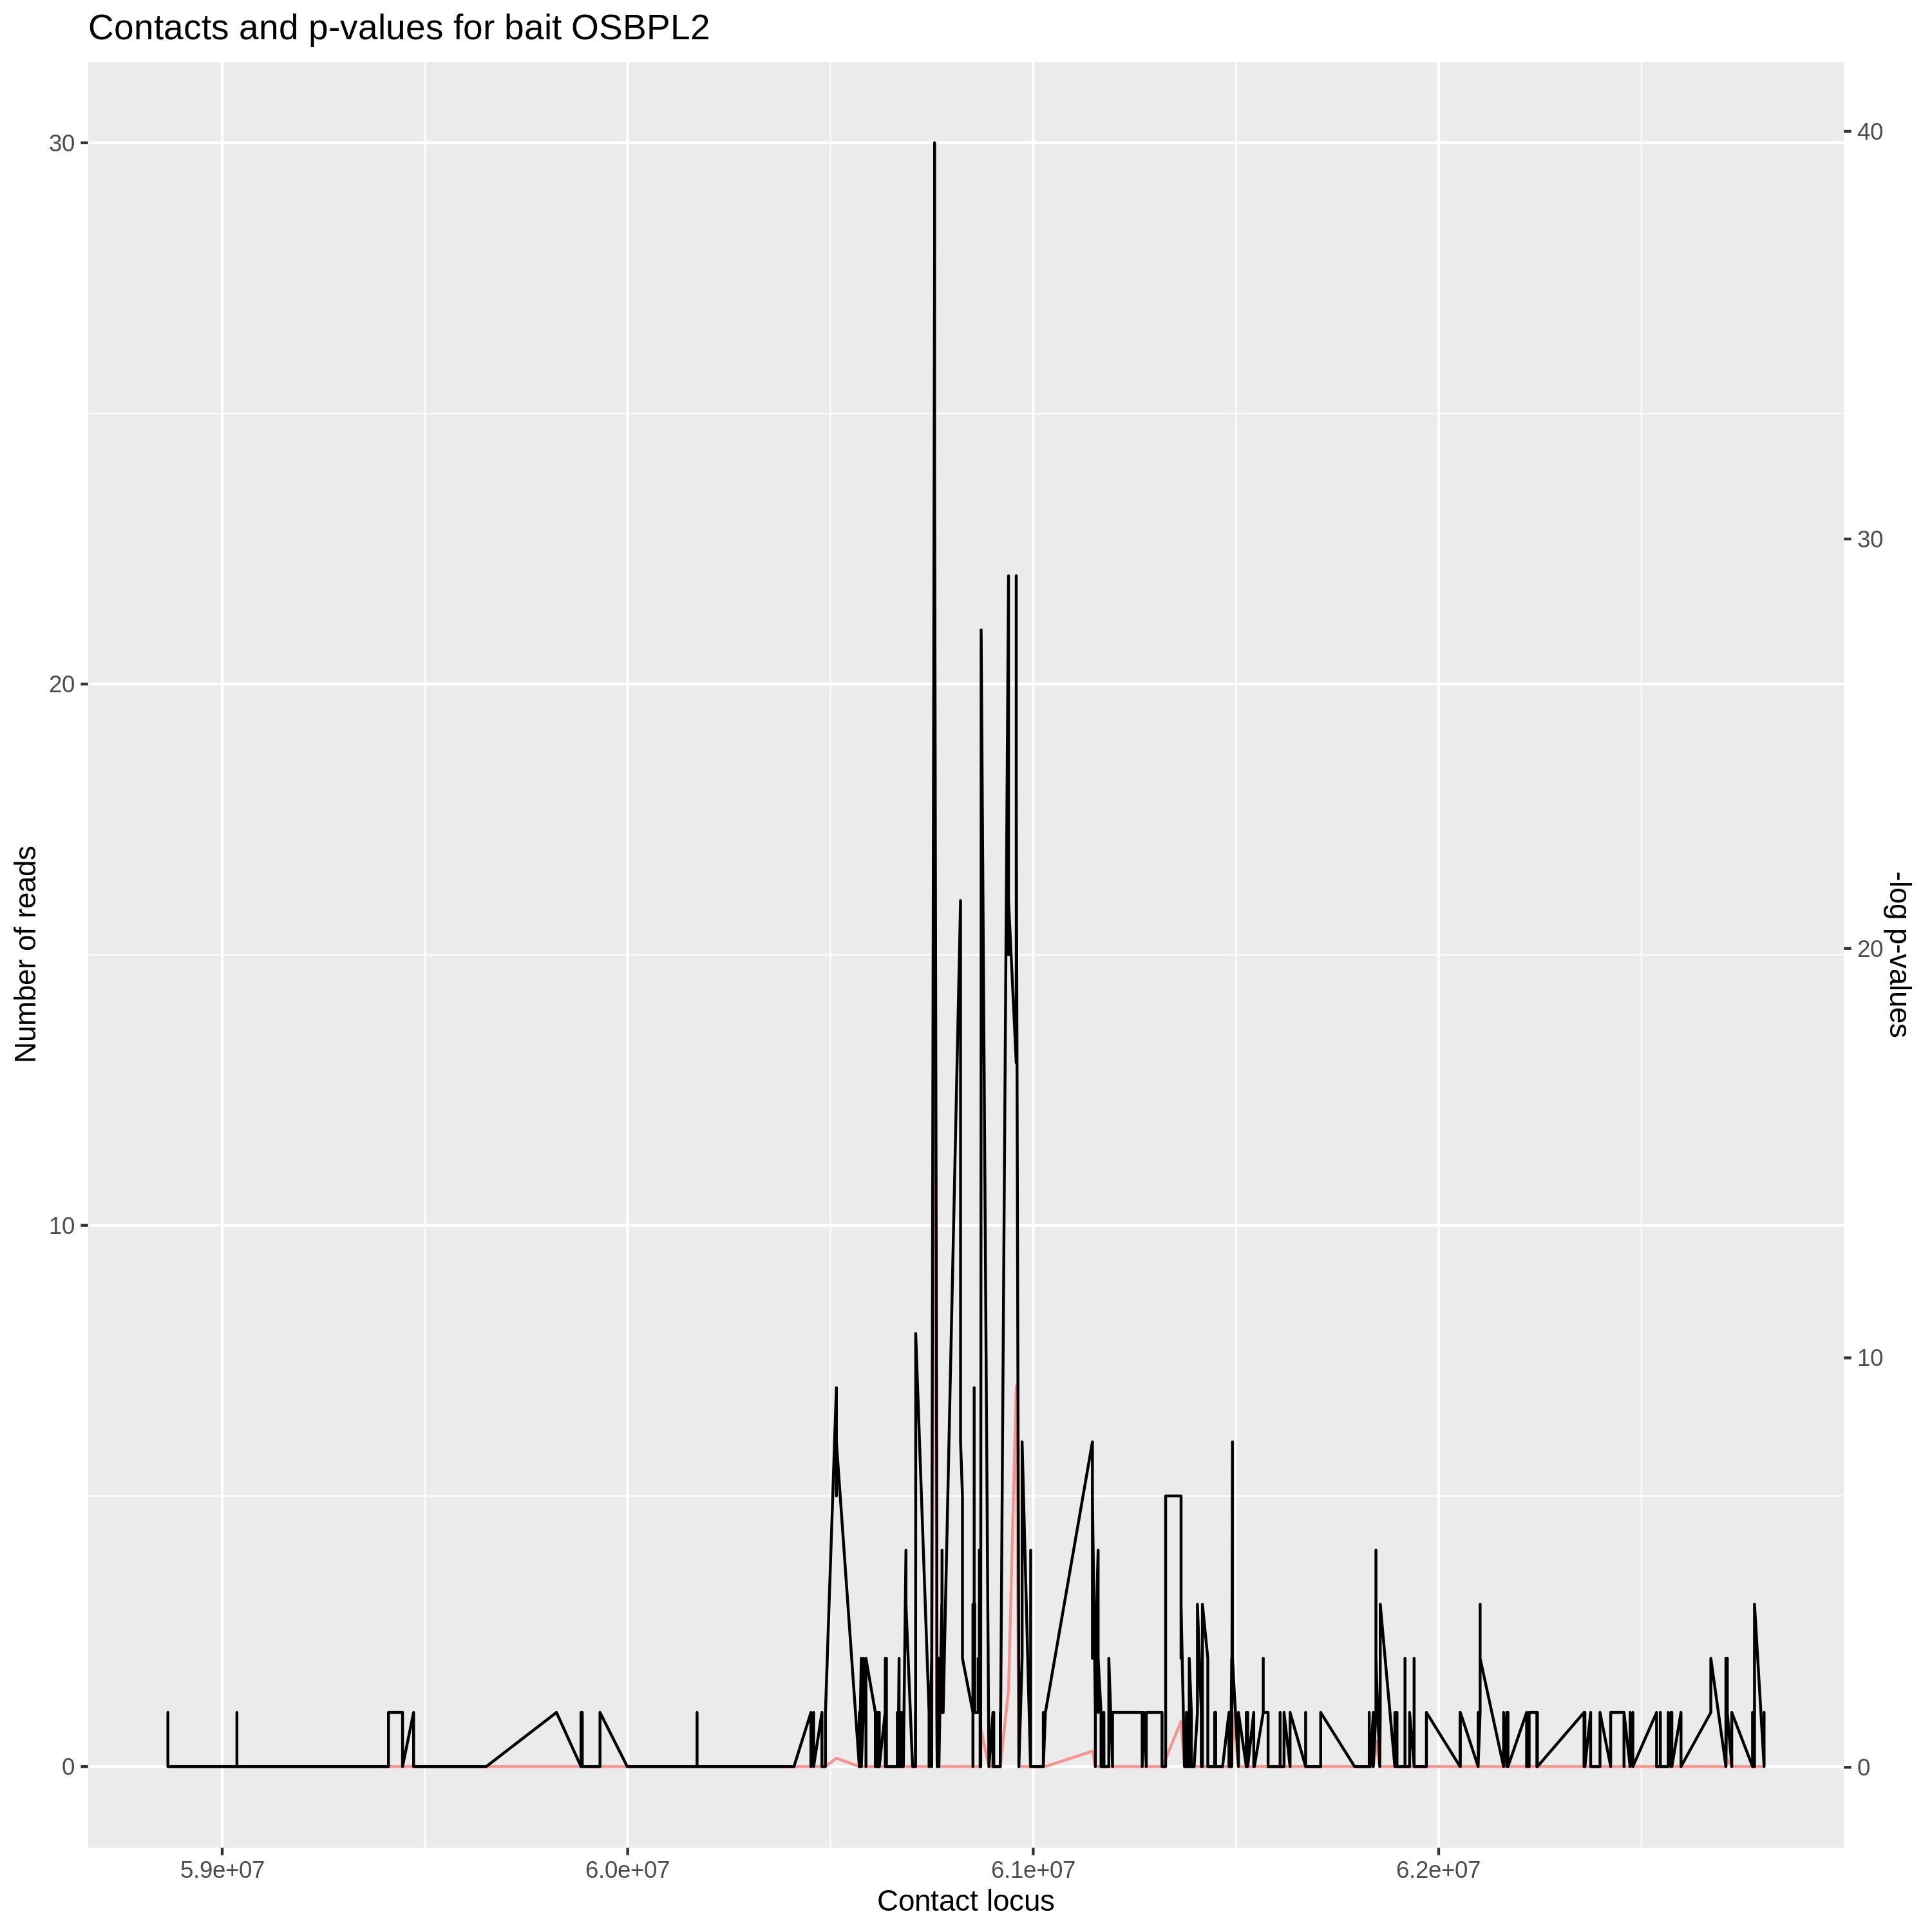 Contacts and p-values for bait OSBPL2
30
20
10
0
Number of reads
40
30
20
10
0
-log p-values
5.9e+07
6.0e+07
6.1e+07
6.2e+07
Contact locus